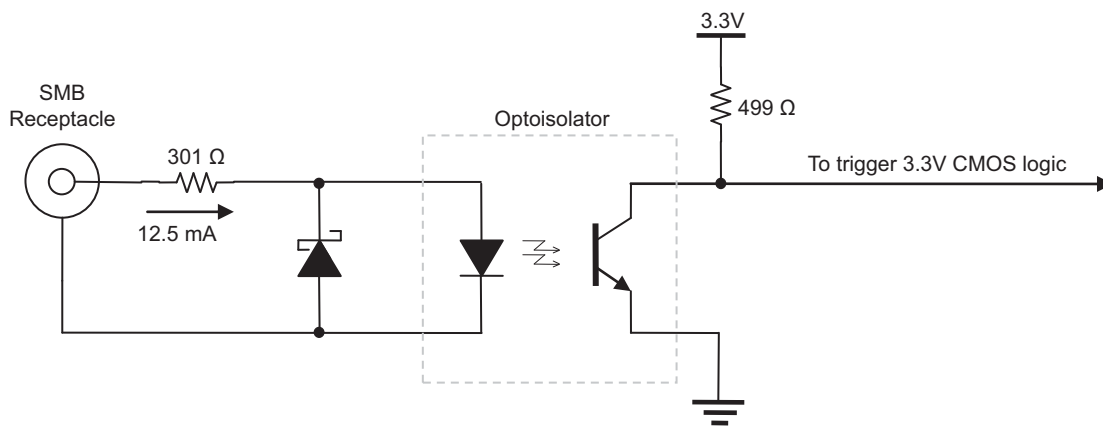 3.3V
SMB
Receptacle
Optoisolator
499 Ω
301 Ω
To trigger 3.3V CMOS logic
12.5 mA